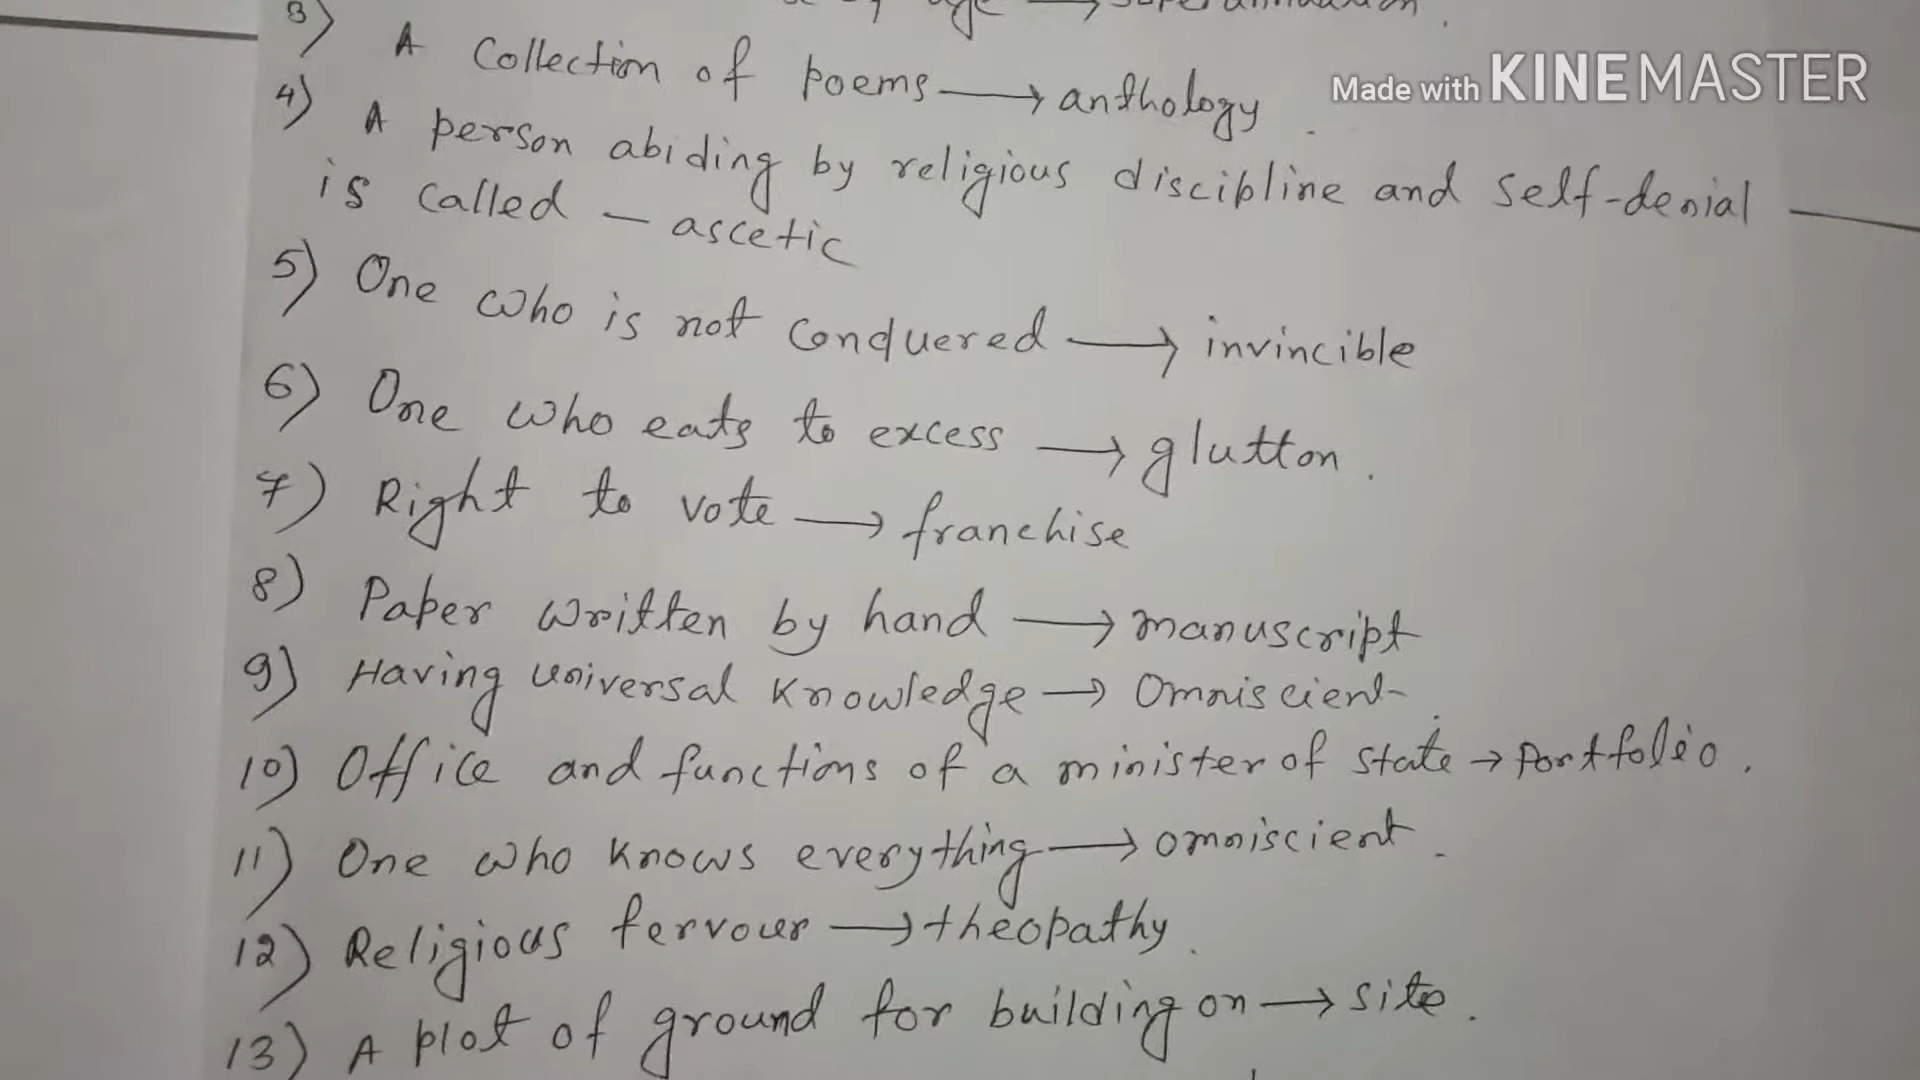 age → superannuation.
3) A Collection of poems → anthology.
Made with KINEMASTER
4) A person abiding by religious discipline and self-denial
is called - ascetic
5) One who is not conquered → invincible
6) One who eats to excess → glutton.
7) Right to vote → franchise
8) Paper written by hand → manuscript
9) Having universal knowledge → Omniscient
10) Office and functions of a minister of state → Portfolio.
11) One who knows everything → omniscient.
12) Religious fervour → theopathy.
13) A plot of ground for building on → site.